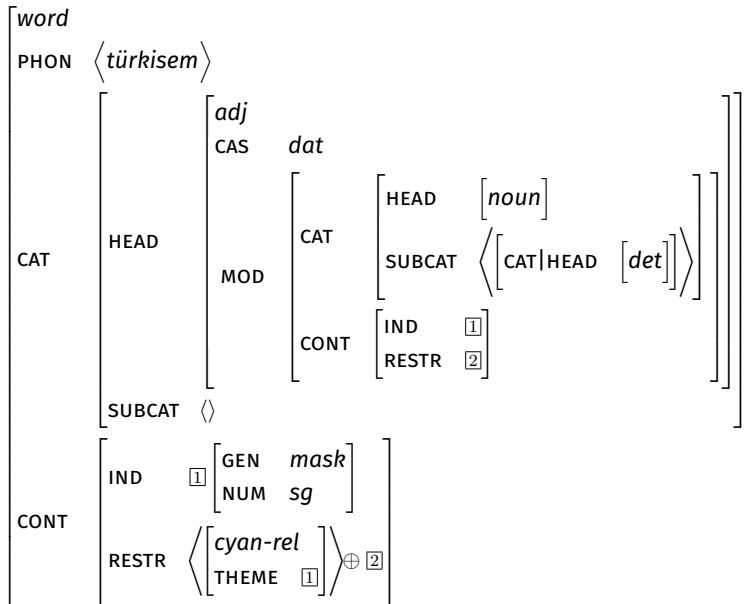 word
PHON ⟨türkisem⟩
adj
CAS dat
HEAD [noun]
CAT
HEAD
SUBCAT ⟨[CAT|HEAD [det]]⟩
CAT
MOD
IND 1
CONT
RESTR 2
SUBCAT ⟨⟩
GEN mask
IND 1
NUM sg
CONT
cyan-rel
RESTR ⊕ 2
THEME 1